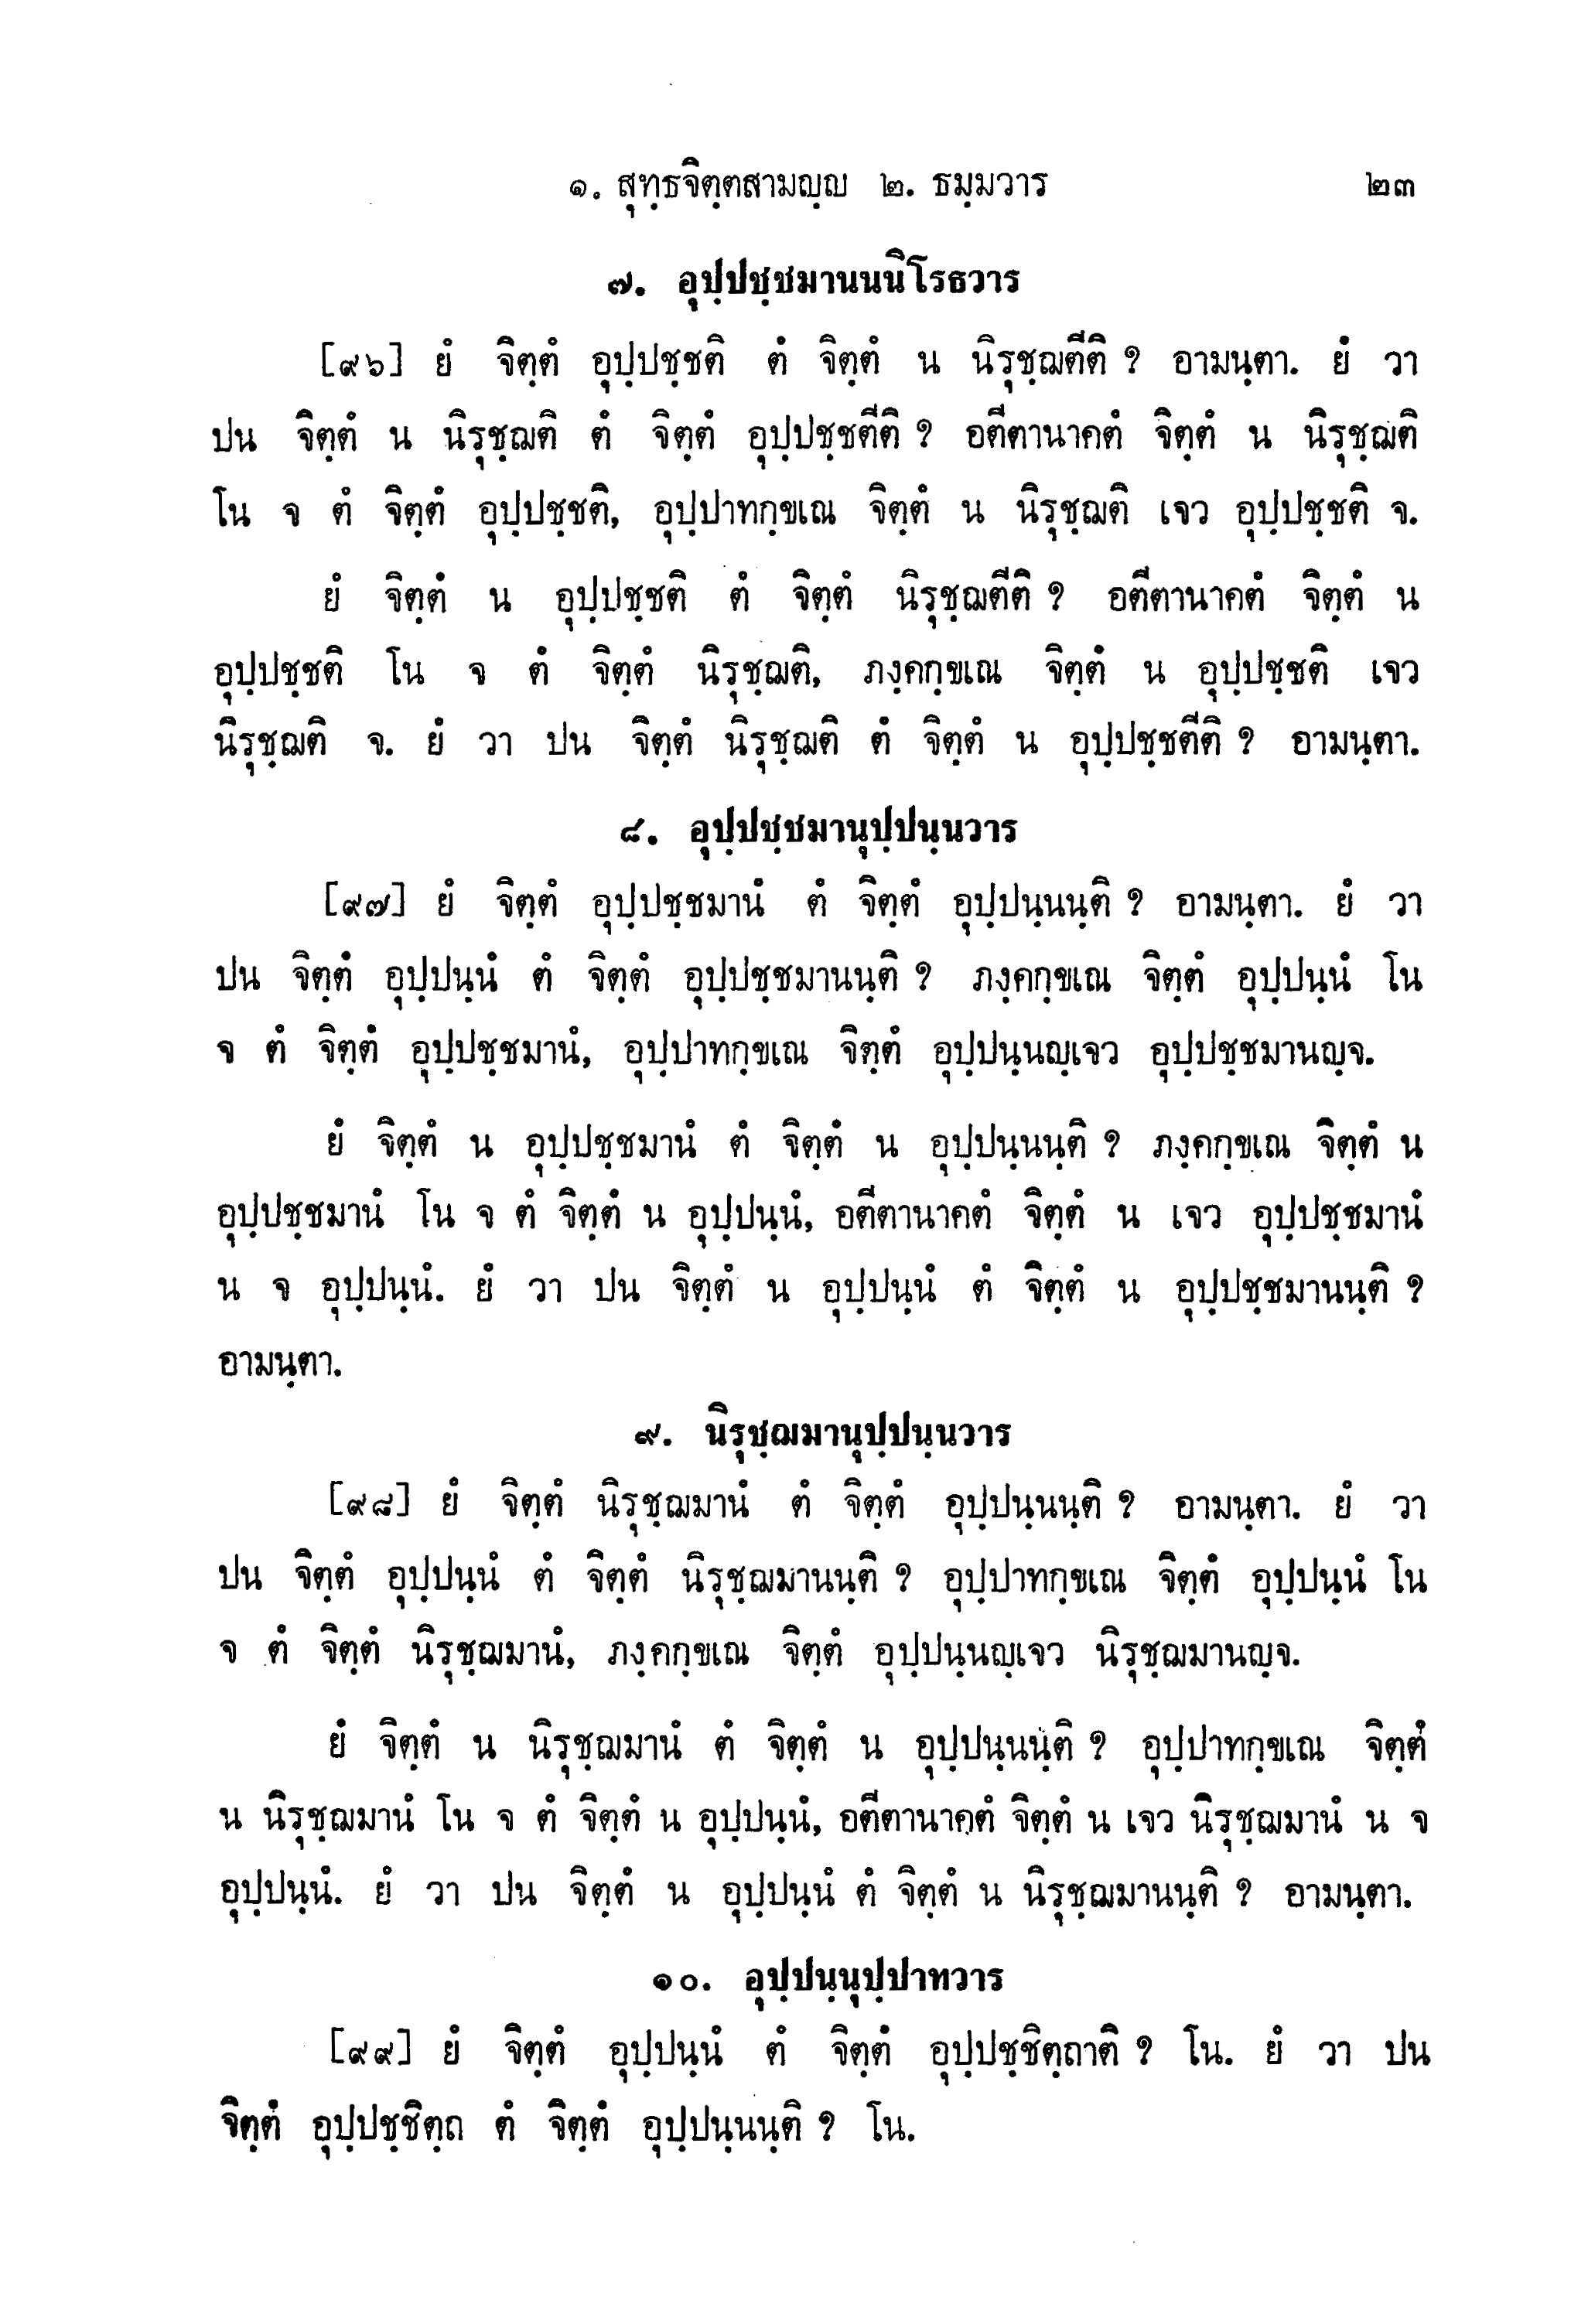 ๑. สุทฺธจิตฺตสามญฺญ ๒. ธมฺมวาร ๒๓
๗. อุปฺปชฺชมานนนิโรธวาร
[๙๖] ยํ จิตฺตํ อุปฺปชฺชติ ตํ จิตฺตํ น นิรุชฺฌตีติ ? อามนฺตา. ยํ วา
ปน จิตฺตํ น นิรุชฺฌติ ตํ จิตฺตํ อุปฺปชฺชตีติ ? อตีตานาคตํ จิตฺตํ น นิรุชฺฌติ
โน จ ตํ จิตฺตํ อุปฺปชฺชติ, อุปฺปาทกฺขเณ จิตฺตํ น นิรุชฺฌติ เจว อุปฺปชฺชติ จ.
ยํ จิตฺตํ น อุปฺปชฺชติ ตํ จิตฺตํ นิรุชฺฌตีติ ? อตีตานาคตํ จิตฺตํ น
อุปฺปชฺชติ โน จ ตํ จิตฺตํ นิรุชฺฌติ, ภงฺคกฺขเณ จิตฺตํ น อุปฺปชฺชติ เจว
นิรุชฺฌติ จ. ยํ วา ปน จิตฺตํ นิรุชฺฌติ ตํ จิตฺตํ น อุปฺปชฺชตีติ ? อามนฺตา.
๘. อุปฺปชฺชมานุปฺปนฺนวาร
[๙๗] ยํ จิตฺตํ อุปฺปชฺชมานํ ตํ จิตฺตํ อุปฺปนฺนนฺติ ? อามนฺตา. ยํ วา
ปน จิตฺตํ อุปฺปนฺนํ ตํ จิตฺตํ อุปฺปชฺชมานนฺติ ? ภงฺคกฺขเณ จิตฺตํ อุปฺปนฺนํ โน
จ ตํ จิตฺตํ อุปฺปชฺชมานํ, อุปฺปาทกฺขเณ จิตฺตํ อุปฺปนฺนญฺเจว อุปฺปชฺชมานญฺจ.
ยํ จิตฺตํ น อุปฺปชฺชมานํ ตํ จิตฺตํ น อุปฺปนฺนนฺติ ? ภงฺคกฺขเณ จิตฺตํ น
อุปฺปชฺชมานํ โน จ ตํ จิตฺตํ น อุปฺปนฺนํ, อตีตานาคตํ จิตฺตํ น เจว อุปฺปชฺชมานํ
น จ อุปฺปนฺนํ. ยํ วา ปน จิตฺตํ น อุปฺปนฺนํ ตํ จิตฺตํ น อุปฺปชฺชมานนฺติ ?
อามนฺตา.
๙. นิรุชฺฌมานุปฺปนฺนวาร
[๙๘] ยํ จิตฺตํ นิรุชฺฌมานํ ตํ จิตฺตํ อุปฺปนฺนนฺติ ? อามนฺตา. ยํ วา
ปน จิตฺตํ อุปฺปนฺนํ ตํ จิตฺตํ นิรุชฺฌมานนฺติ ? อุปฺปาทกฺขเณ จิตฺตํ อุปฺปนฺนํ โน
จ ตํ จิตฺตํ นิรุชฺฌมานํ, ภงฺคกฺขเณ จิตฺตํ อุปฺปนฺนญฺเจว นิรุชฺฌมานญฺจ.
ยํ จิตฺตํ น นิรุชฺฌมานํ ตํ จิตฺตํ น อุปฺปนฺนนฺติ ? อุปฺปาทกฺขเณ จิตฺตํ
น นิรุชฺฌมานํ โน จ ตํ จิตฺตํ น อุปฺปนฺนํ, อตีตานาคตํ จิตฺตํ น เจว นิรุชฺฌมานํ น จ
อุปฺปนฺนํ. ยํ วา ปน จิตฺตํ น อุปฺปนฺนํ ตํ จิตฺตํ น นิรุชฺฌมานนฺติ ? อามนฺตา.
๑๐. อุปฺปนฺนุปฺปาทวาร
[๙๙] ยํ จิตฺตํ อุปฺปนฺนํ ตํ จิตฺตํ อุปฺปชฺชิตฺถาติ ? โน. ยํ วา ปน
จิตฺตํ อุปฺปชฺชิตฺถ ตํ จิตฺตํ อุปฺปนฺนนฺติ ? โน.